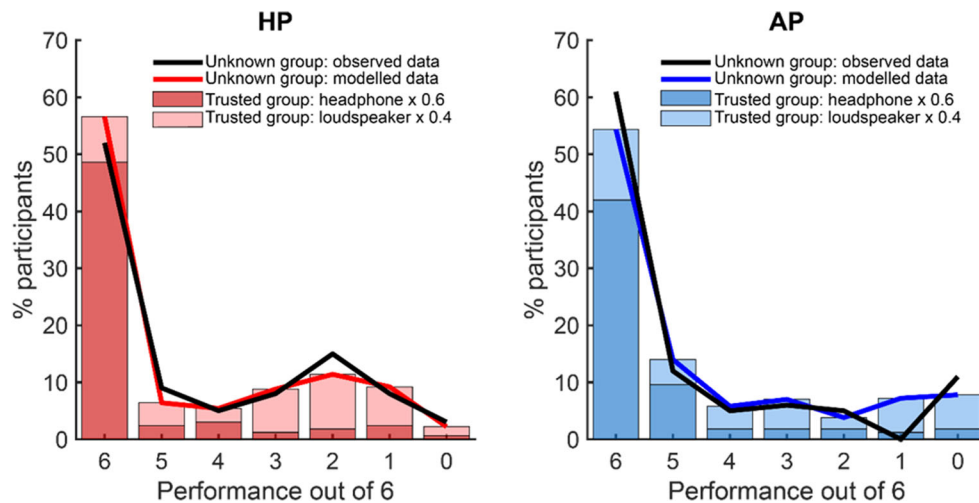 HP
70
60
50
40
30
20
10
0
% participants
Unknown group: observed data
Unknown group: modelled data
Trusted group: headphone x 0.6
Trusted group: loudspeaker x 0.4
6 5 4 3 2 1 0
Performance out of 6
AP
70
60
50
40
30
20
10
0
% participants
Unknown group: observed data
Unknown group: modelled data
Trusted group: headphone x 0.6
Trusted group: loudspeaker x 0.4
6 5 4 3 2 1 0
Performance out of 6